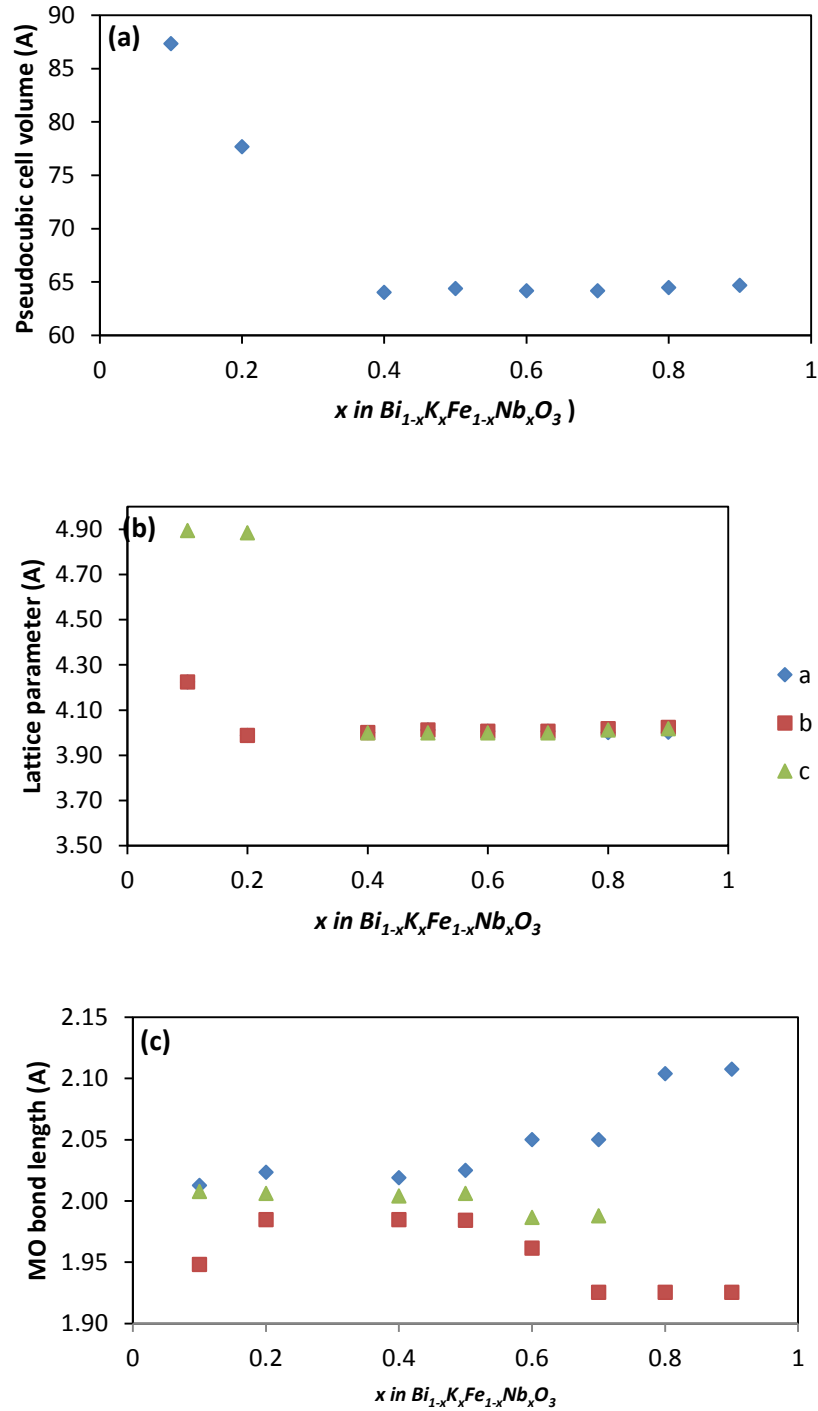 (a)
Pseudocubic cell volume (A)
90
85
80
75
70
65
60
0 0.2 0.4 0.6 0.8 1
x in Bi1-xKxFe1-xNbxO3 )
(b)
Lattice parameter (A)
4.90
4.70
4.50
4.30
4.10
3.90
3.70
3.50
0 0.2 0.4 0.6 0.8 1
x in Bi1-xKxFe1-xNbxO3
a
b
c
(c)
MO bond length (A)
2.15
2.10
2.05
2.00
1.95
1.90
0 0.2 0.4 0.6 0.8 1
x in Bi1-xKxFe1-xNbxO3